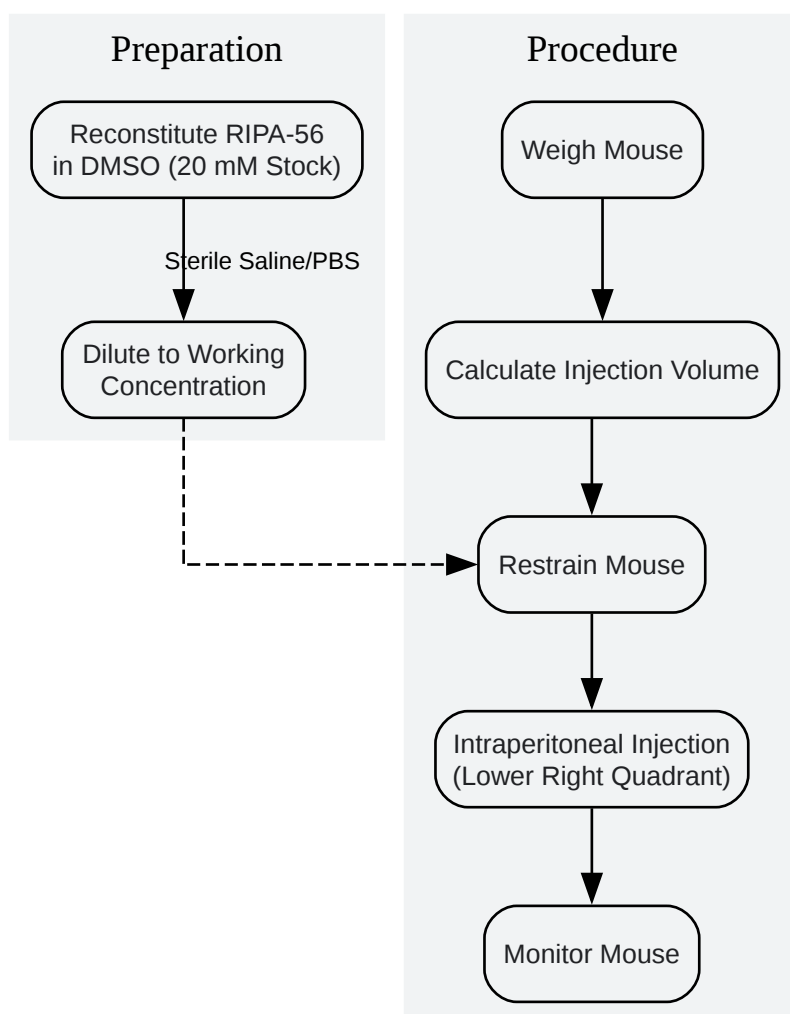 Preparation
Reconstitute RIPA-56
in DMSO (20 mM Stock)
Sterile Saline/PBS
Dilute to Working
Concentration
Procedure
Weigh Mouse
Calculate Injection Volume
Restrain Mouse
Intraperitoneal Injection
(Lower Right Quadrant)
Monitor Mouse